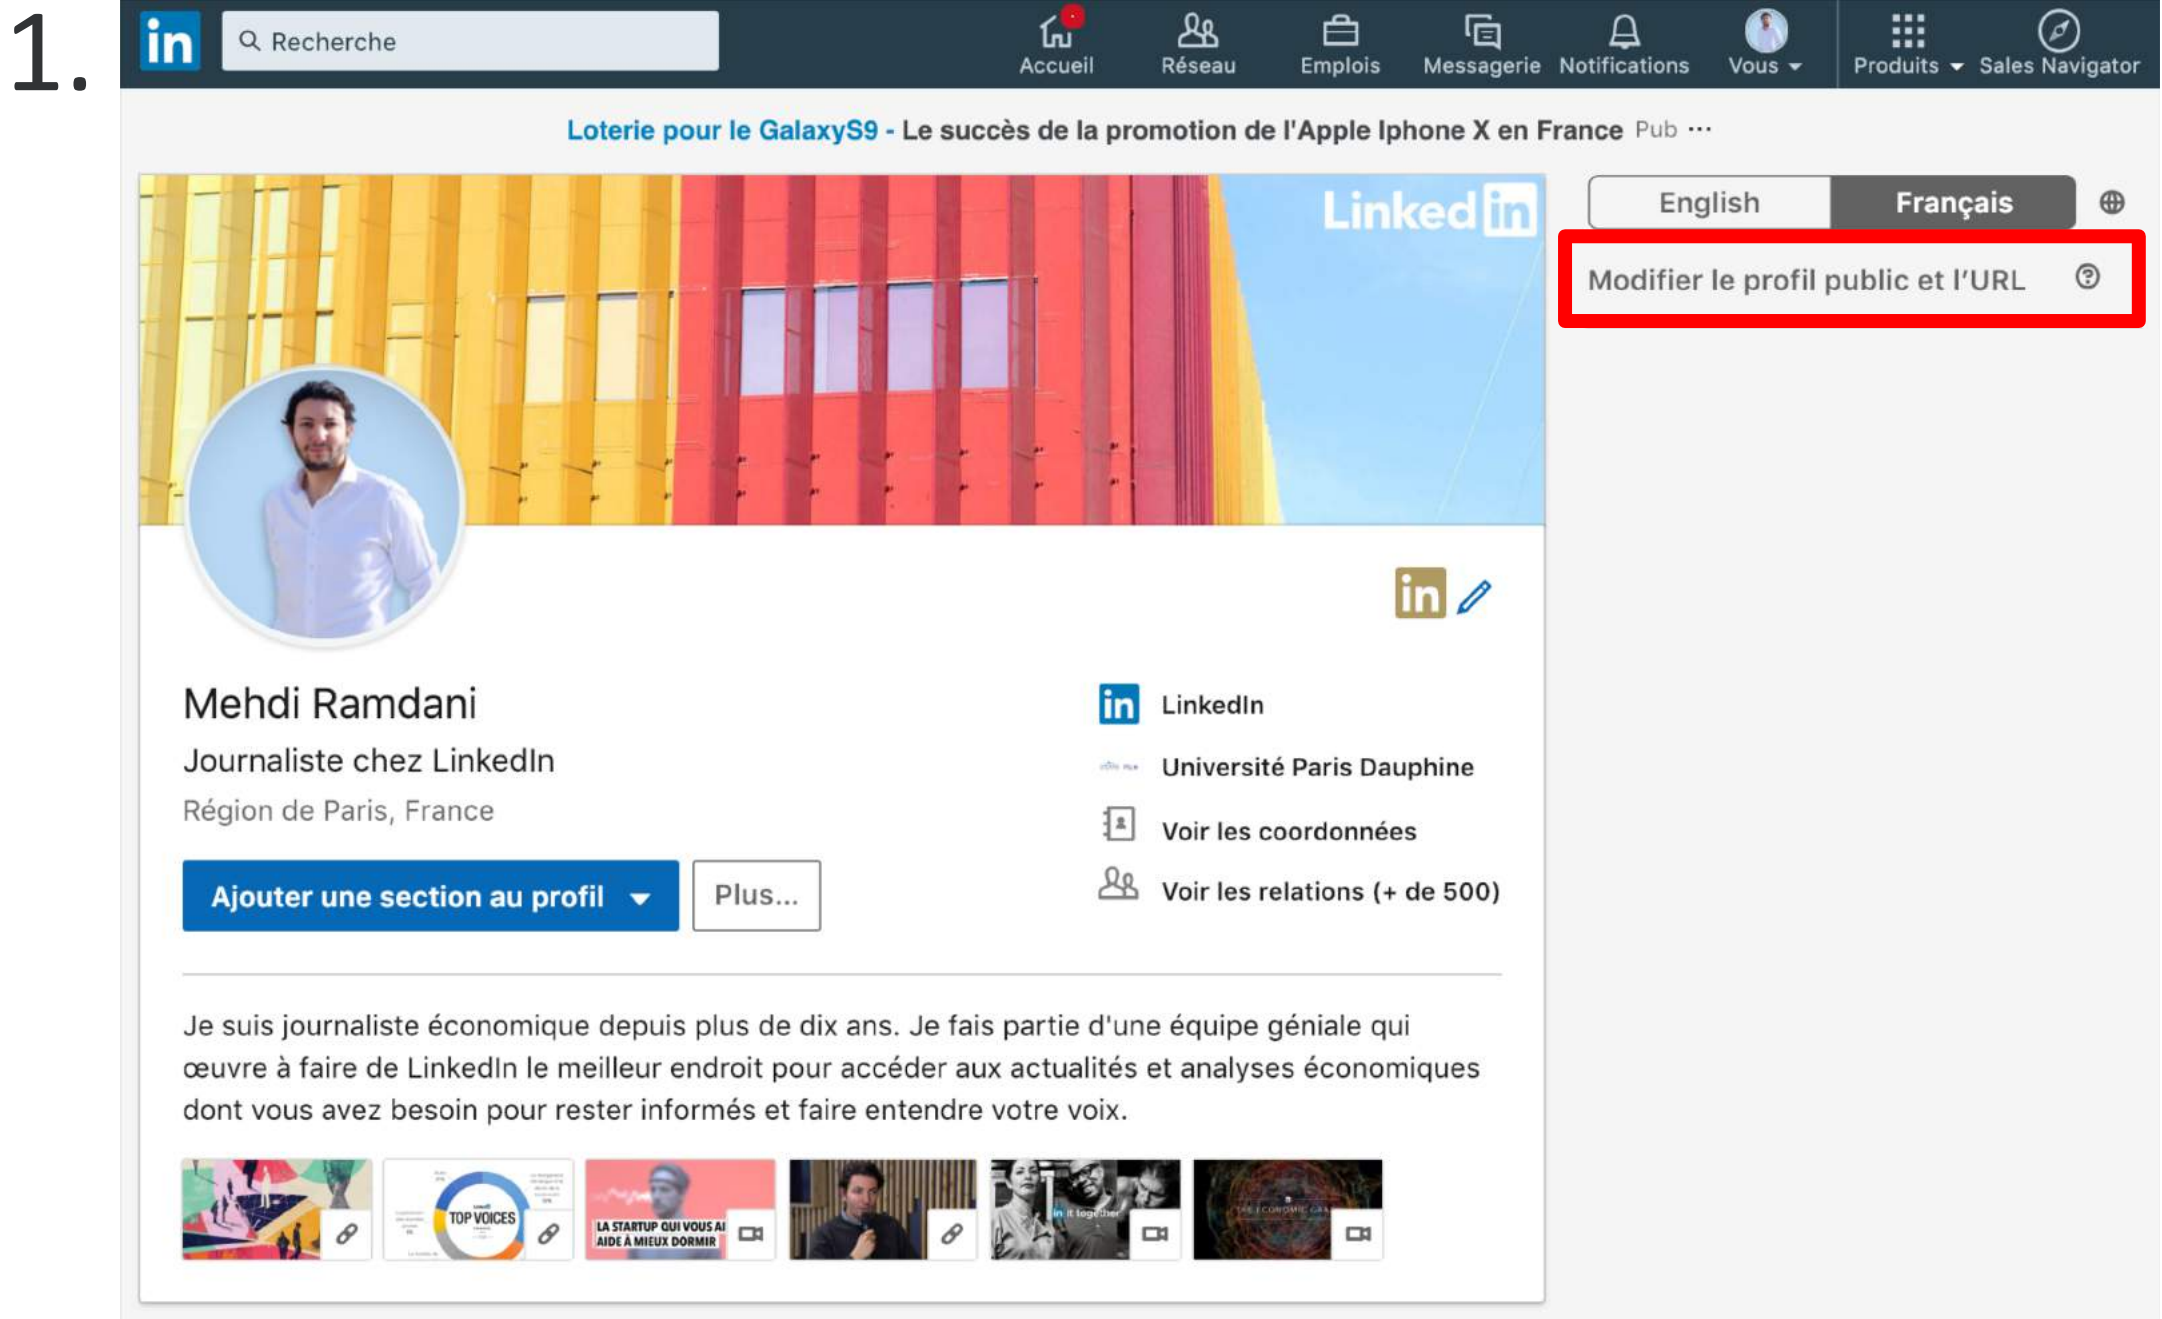 1.
in
Recherche
Accueil
Réseau
Emplois
Messagerie
Notifications
Vous
Produits
Sales Navigator
Loterie pour le GalaxyS9 - Le succès de la promotion de l'Apple Iphone X en France Pub ···
Linked in
English
Français
Modifier le profil public et l'URL
in
Mehdi Ramdani
Journaliste chez LinkedIn
Région de Paris, France
in LinkedIn
Université Paris Dauphine
Voir les coordonnées
Voir les relations (+ de 500)
Ajouter une section au profil
Plus...
Je suis journaliste économique depuis plus de dix ans. Je fais partie d'une équipe géniale qui
œuvre à faire de LinkedIn le meilleur endroit pour accéder aux actualités et analyses économiques
dont vous avez besoin pour rester informés et faire entendre votre voix.
TOP VOICES
LA STARTUP QUI VOUS AI
AIDE À MIEUX DORMIR
in it together